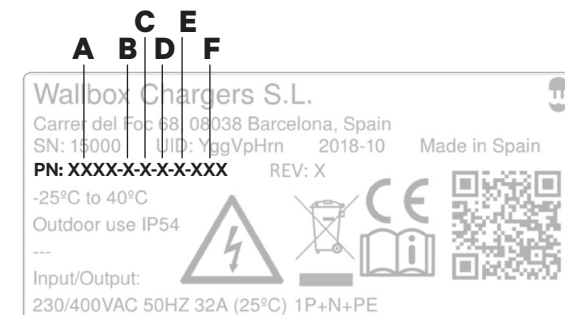 C E
A B D F
Wallbox Chargers S.L.
Carrer del Foc 68, 08038 Barcelona, Spain
SN: 15000 UID: YggVpHrn 2018-10 Made in Spain
PN: XXXX-X-X-X-X-XXX REV: X
-25ºC to 40ºC
Outdoor use IP54
---
Input/Output:
230/400VAC 50HZ 32A (25ºC) 1P+N+PE